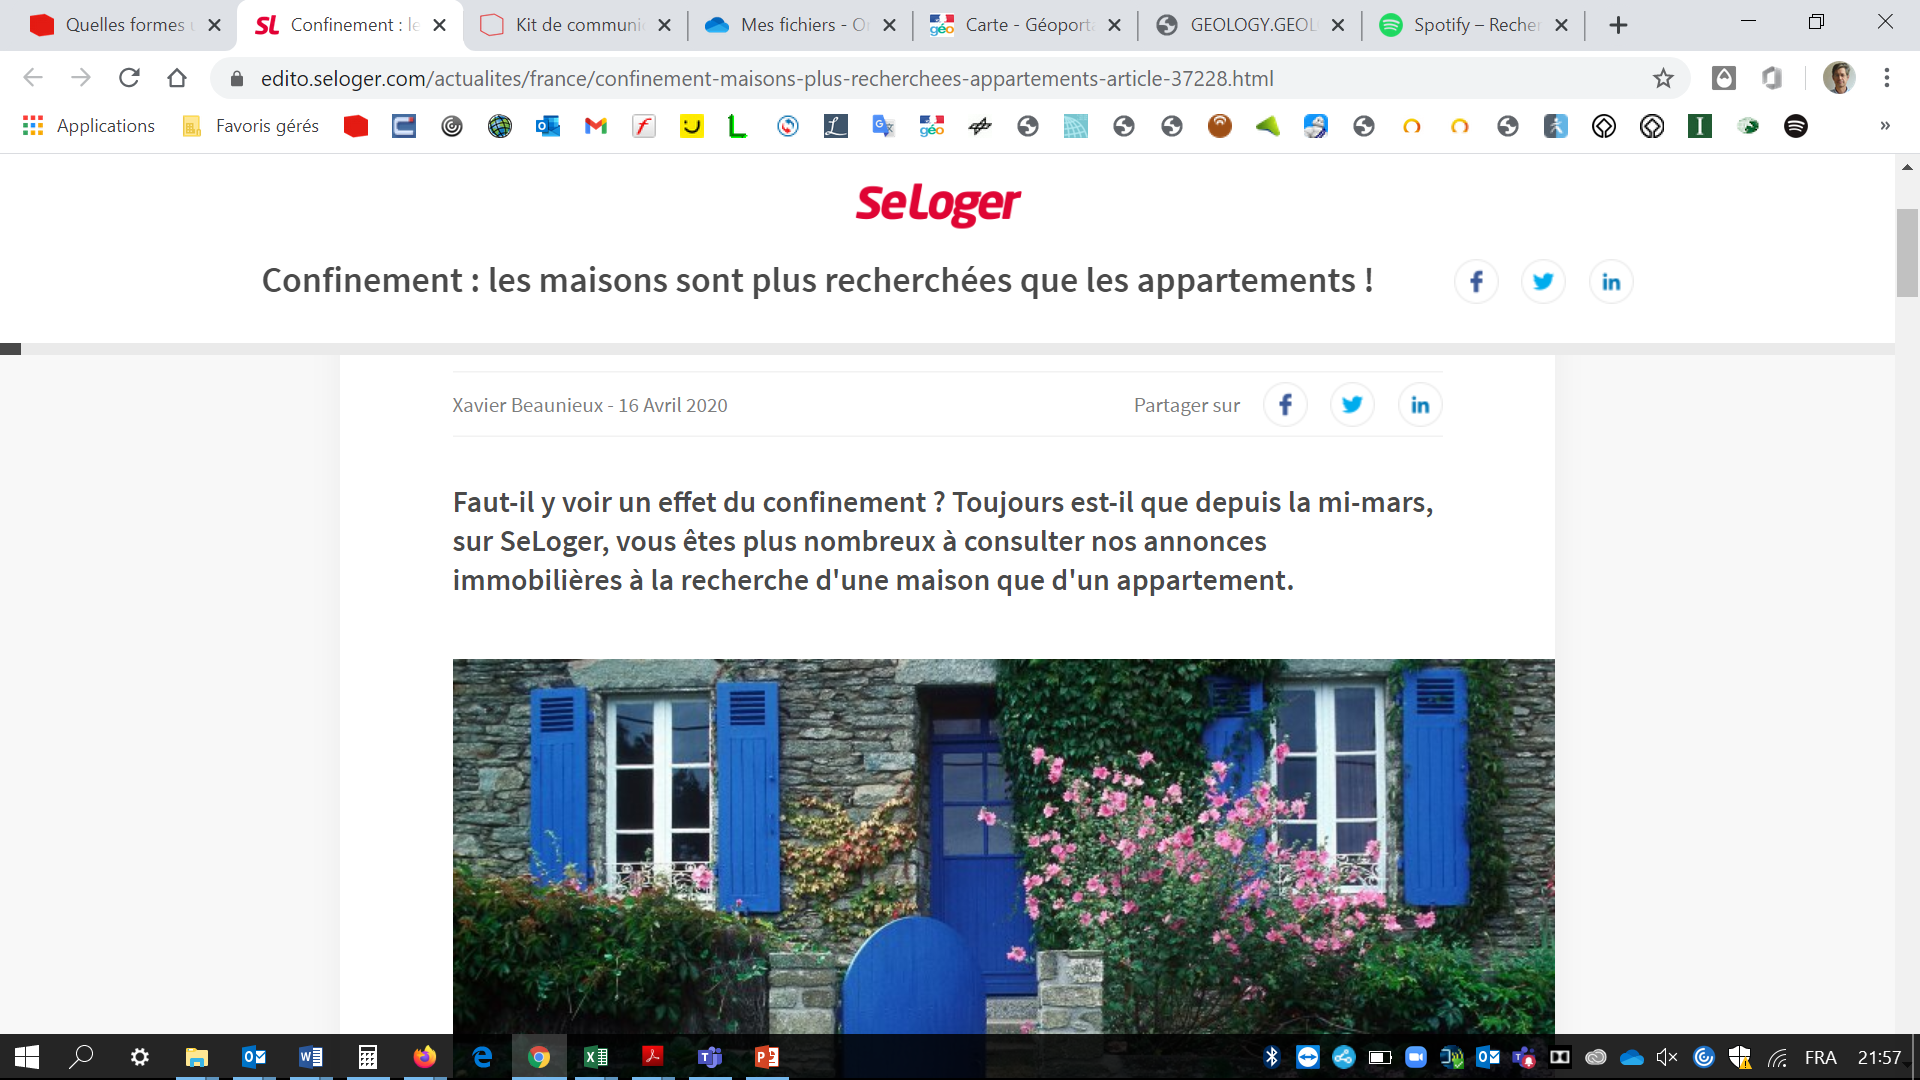 Quelles formes
Confinement : le
Kit de communi
Mes fichiers - O
Carte - Géoport
GEOLOGY.GEOL
Spotify – Reche
edito.seloger.com/actualites/france/confinement-maisons-plus-recherchees-appartements-article-37228.html
Applications
Favoris gérés
»
SeLoger
Confinement : les maisons sont plus recherchées que les appartements !
Xavier Beaunieux - 16 Avril 2020
Partager sur
Faut-il y voir un effet du confinement ? Toujours est-il que depuis la mi-mars,
sur SeLoger, vous êtes plus nombreux à consulter nos annonces
immobilières à la recherche d'une maison que d'un appartement.
FRA
21:57